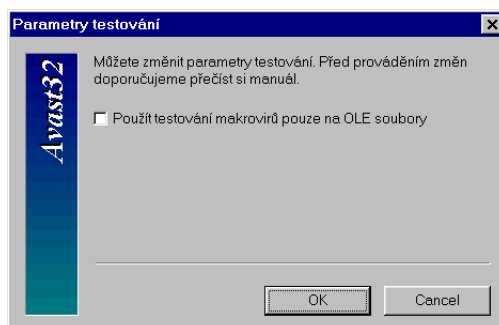 Parametry testování
Avast32
Můžete změnit parametry testování. Před prováděním změn
doporučujeme přečíst si manuál.
Použít testování makrovirů pouze na OLE soubory
OK
Cancel